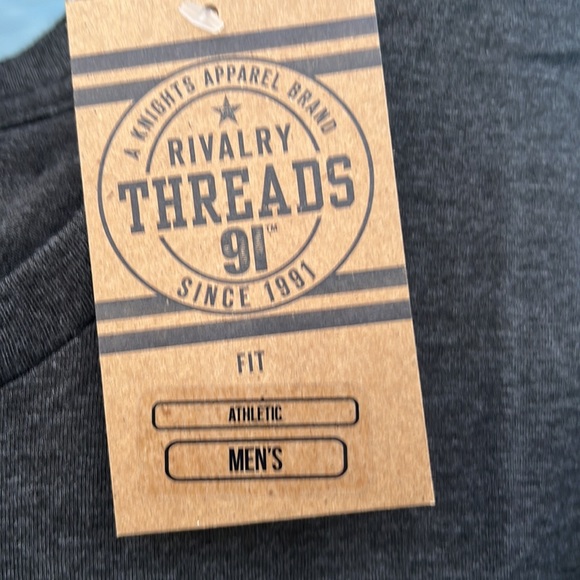 A KNIGHTS APPAREL BRAND
RIVALRY
THREADS
91™
SINCE 1991
FIT
ATHLETIC
MEN'S